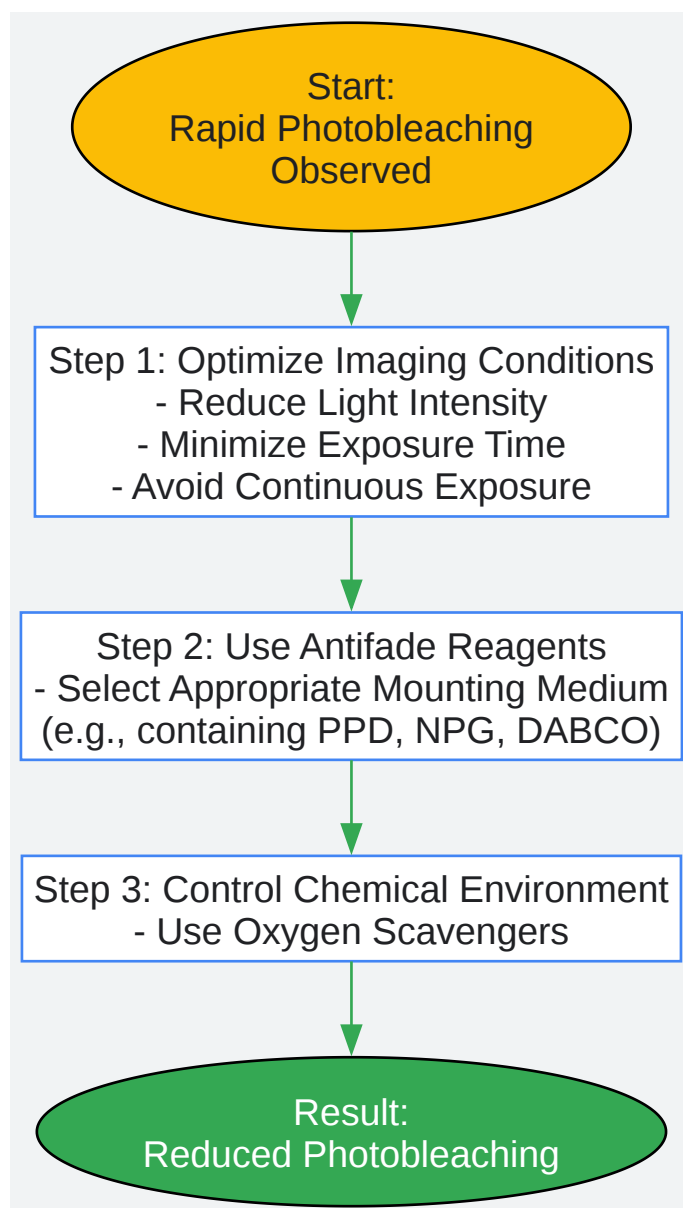 Start:
Rapid Photobleaching
Observed
Step 1: Optimize Imaging Conditions
- Reduce Light Intensity
- Minimize Exposure Time
- Avoid Continuous Exposure
Step 2: Use Antifade Reagents
- Select Appropriate Mounting Medium
(e.g., containing PPD, NPG, DABCO)
Step 3: Control Chemical Environment
- Use Oxygen Scavengers
Result:
Reduced Photobleaching